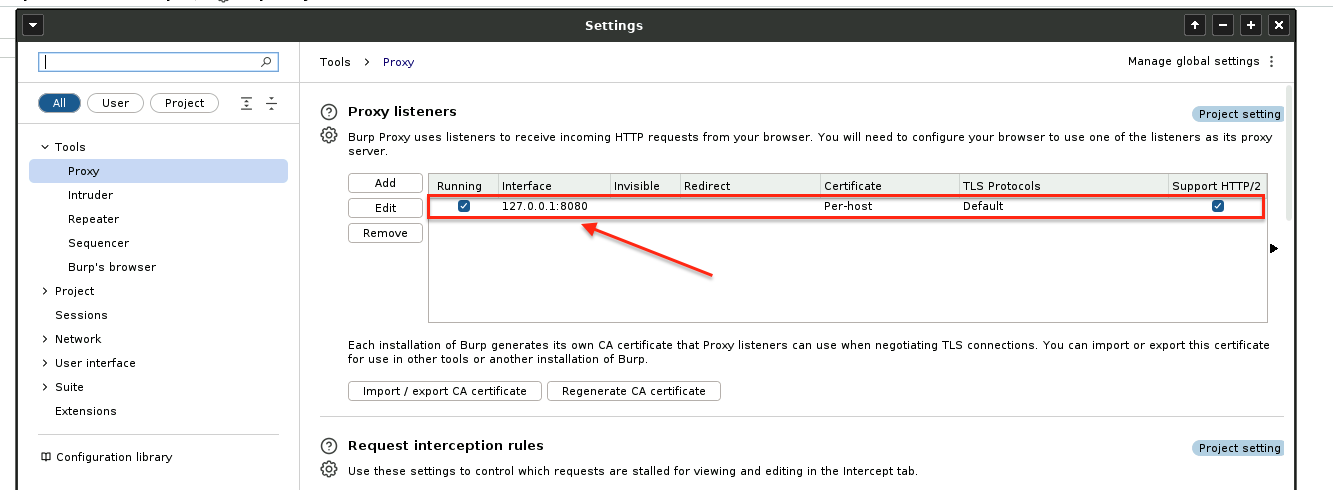 Settings
Tools > Proxy
Manage global settings
All
User
Project
Tools
Proxy
Intruder
Repeater
Sequencer
Burp's browser
Project
Sessions
Network
User interface
Suite
Extensions
Configuration library
Proxy listeners
Project setting
Burp Proxy uses listeners to receive incoming HTTP requests from your browser. You will need to configure your browser to use one of the listeners as its proxy
server.
Add
Edit
Remove
Running Interface Invisible Redirect Certificate TLS Protocols Support HTTP/2
127.0.0.1:8080 Per-host Default
Each installation of Burp generates its own CA certificate that Proxy listeners can use when negotiating TLS connections. You can import or export this certificate
for use in other tools or another installation of Burp.
Import / export CA certificate
Regenerate CA certificate
Request interception rules
Project setting
Use these settings to control which requests are stalled for viewing and editing in the Intercept tab.